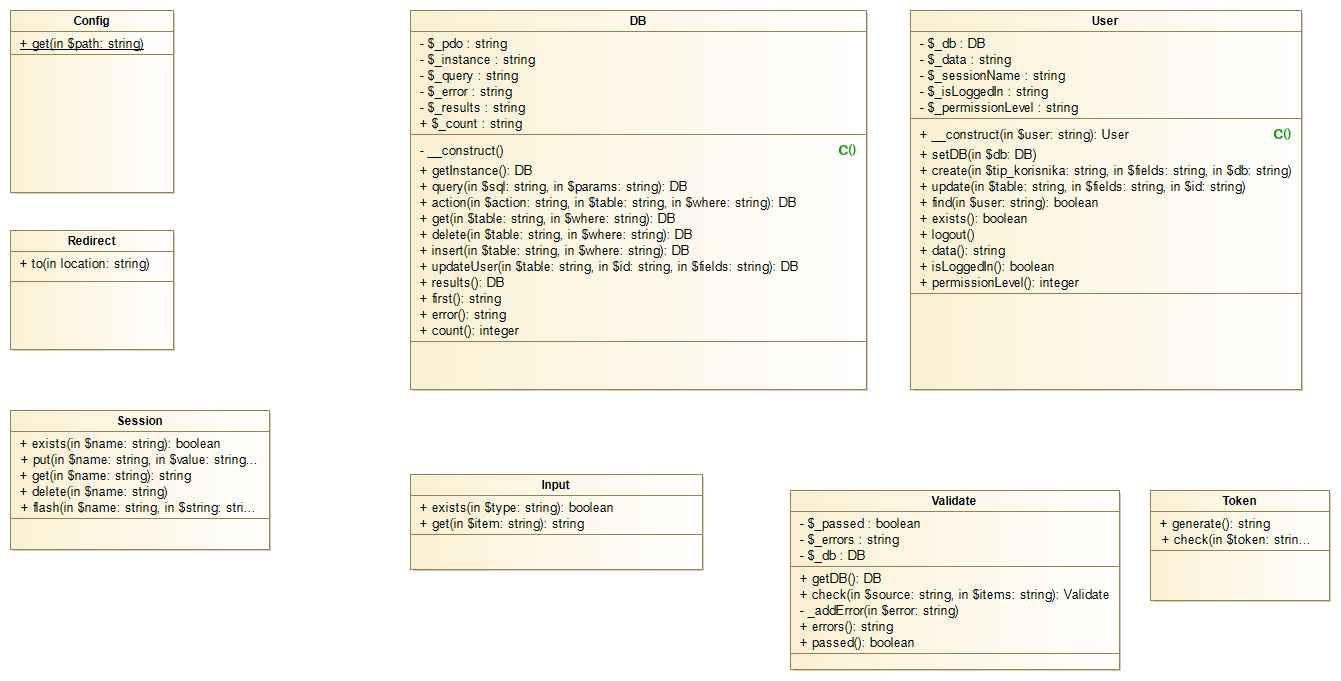 Config
+ get(in $path: string)
DB
- $_pdo : string
- $_instance : string
- $_query : string
- $_error : string
- $_results : string
+ $_count : string
- __construct()
C()
+ getInstance(): DB
+ query(in $sql: string, in $params: string): DB
+ action(in $action: string, in $table: string, in $where: string): DB
+ get(in $table: string, in $where: string): DB
+ delete(in $table: string, in $where: string): DB
+ insert(in $table: string, in $where: string): DB
+ updateUser(in $table: string, in $id: string, in $fields: string): DB
+ results(): DB
+ first(): string
+ error(): string
+ count(): integer
User
- $_db : DB
- $_data : string
- $_sessionName : string
- $_isLoggedIn : string
- $_permissionLevel : string
+ __construct(in $user: string): User
C()
+ setDB(in $db: DB)
+ create(in $tip_korisnika: string, in $fields: string, in $db: string)
+ update(in $table: string, in $fields: string, in $id: string)
+ find(in $user: string): boolean
+ exists(): boolean
+ logout()
+ data(): string
+ isLoggedIn(): boolean
+ permissionLevel(): integer
Redirect
+ to(in location: string)
Session
+ exists(in $name: string): boolean
+ put(in $name: string, in $value: string...
+ get(in $name: string): string
+ delete(in $name: string)
+ flash(in $name: string, in $string: stri...
Input
+ exists(in $type: string): boolean
+ get(in $item: string): string
Validate
- $_passed : boolean
- $_errors : string
- $_db : DB
+ getDB(): DB
+ check(in $source: string, in $items: string): Validate
- _addError(in $error: string)
+ errors(): string
+ passed(): boolean
Token
+ generate(): string
+ check(in $token: strin...